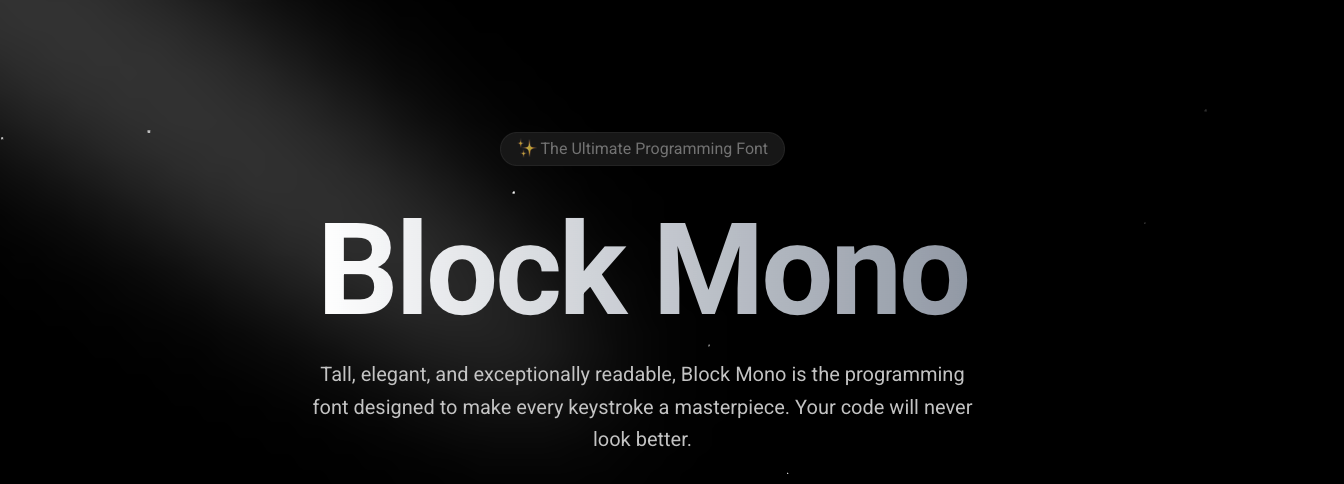 ✨ The Ultimate Programming Font
Block Mono
Tall, elegant, and exceptionally readable, Block Mono is the programming
font designed to make every keystroke a masterpiece. Your code will never
look better.